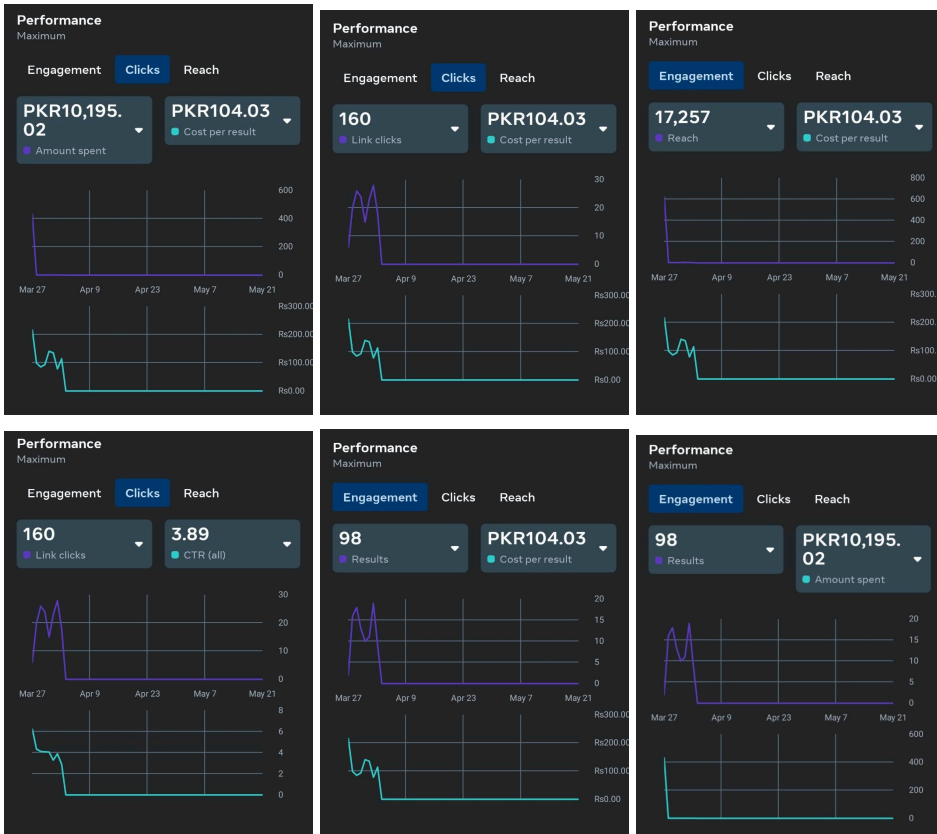 Performance
Maximum
Engagement Clicks Reach
PKR10,195.
02
Amount spent
PKR104.03
Cost per result
600
400
200
0
Mar 27 Apr 9 Apr 23 May 7 May 21
Rs300.00
Rs200.00
Rs100.00
Rs0.00
Performance
Maximum
Engagement Clicks Reach
160
Link clicks
PKR104.03
Cost per result
30
20
10
0
Mar 27 Apr 9 Apr 23 May 7 May 21
Rs300.00
Rs200.00
Rs100.00
Rs0.00
Performance
Maximum
Engagement Clicks Reach
17,257
Reach
PKR104.03
Cost per result
800
600
400
200
0
Mar 27 Apr 9 Apr 23 May 7 May 21
Rs300.
Rs200.
Rs100.
Rs0.00
Performance
Maximum
Engagement Clicks Reach
160
Link clicks
3.89
CTR (all)
30
20
10
0
Mar 27 Apr 9 Apr 23 May 7 May 21
8
6
4
2
0
Performance
Maximum
Engagement Clicks Reach
98
Results
PKR104.03
Cost per result
20
15
10
5
0
Mar 27 Apr 9 Apr 23 May 7 May 21
Rs300.00
Rs200.00
Rs100.00
Rs0.00
Performance
Maximum
Engagement Clicks Reach
98
Results
PKR10,195.
02
Amount spent
20
15
10
5
0
Mar 27 Apr 9 Apr 23 May 7 May 21
600
400
200
0